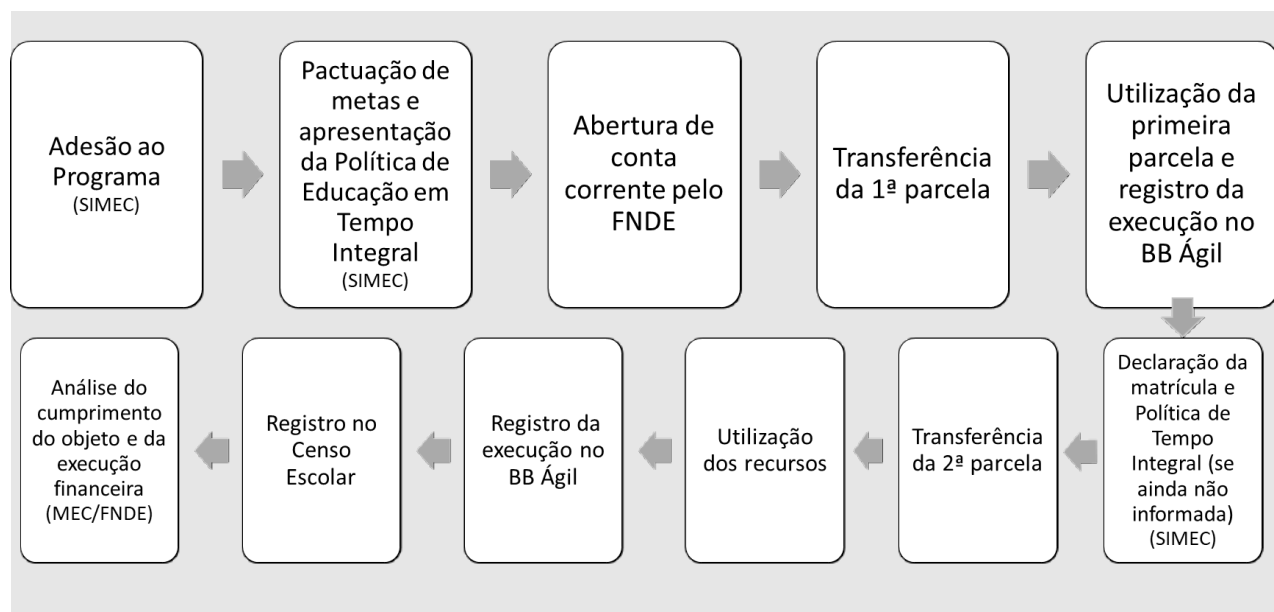 Adesão ao
Programa
(SIMEC)
Pactuação de
metas e
apresentação
da Política de
Educação em
Tempo
Integral
(SIMEC)
Abertura de
conta
corrente pelo
FNDE
Transferência
da 1ª parcela
Utilização da
primeira
parcela e
registro da
execução no
BB Ágil
Declaração da
matrícula e
Política de
Tempo
Integral (se
ainda não
informada)
(SIMEC)
Transferência
da 2ª parcela
Utilização
dos recursos
Registro da
execução no
BB Ágil
Registro no
Censo
Escolar
Análise do
cumprimento
do objeto e da
execução
financeira
(MEC/FNDE)